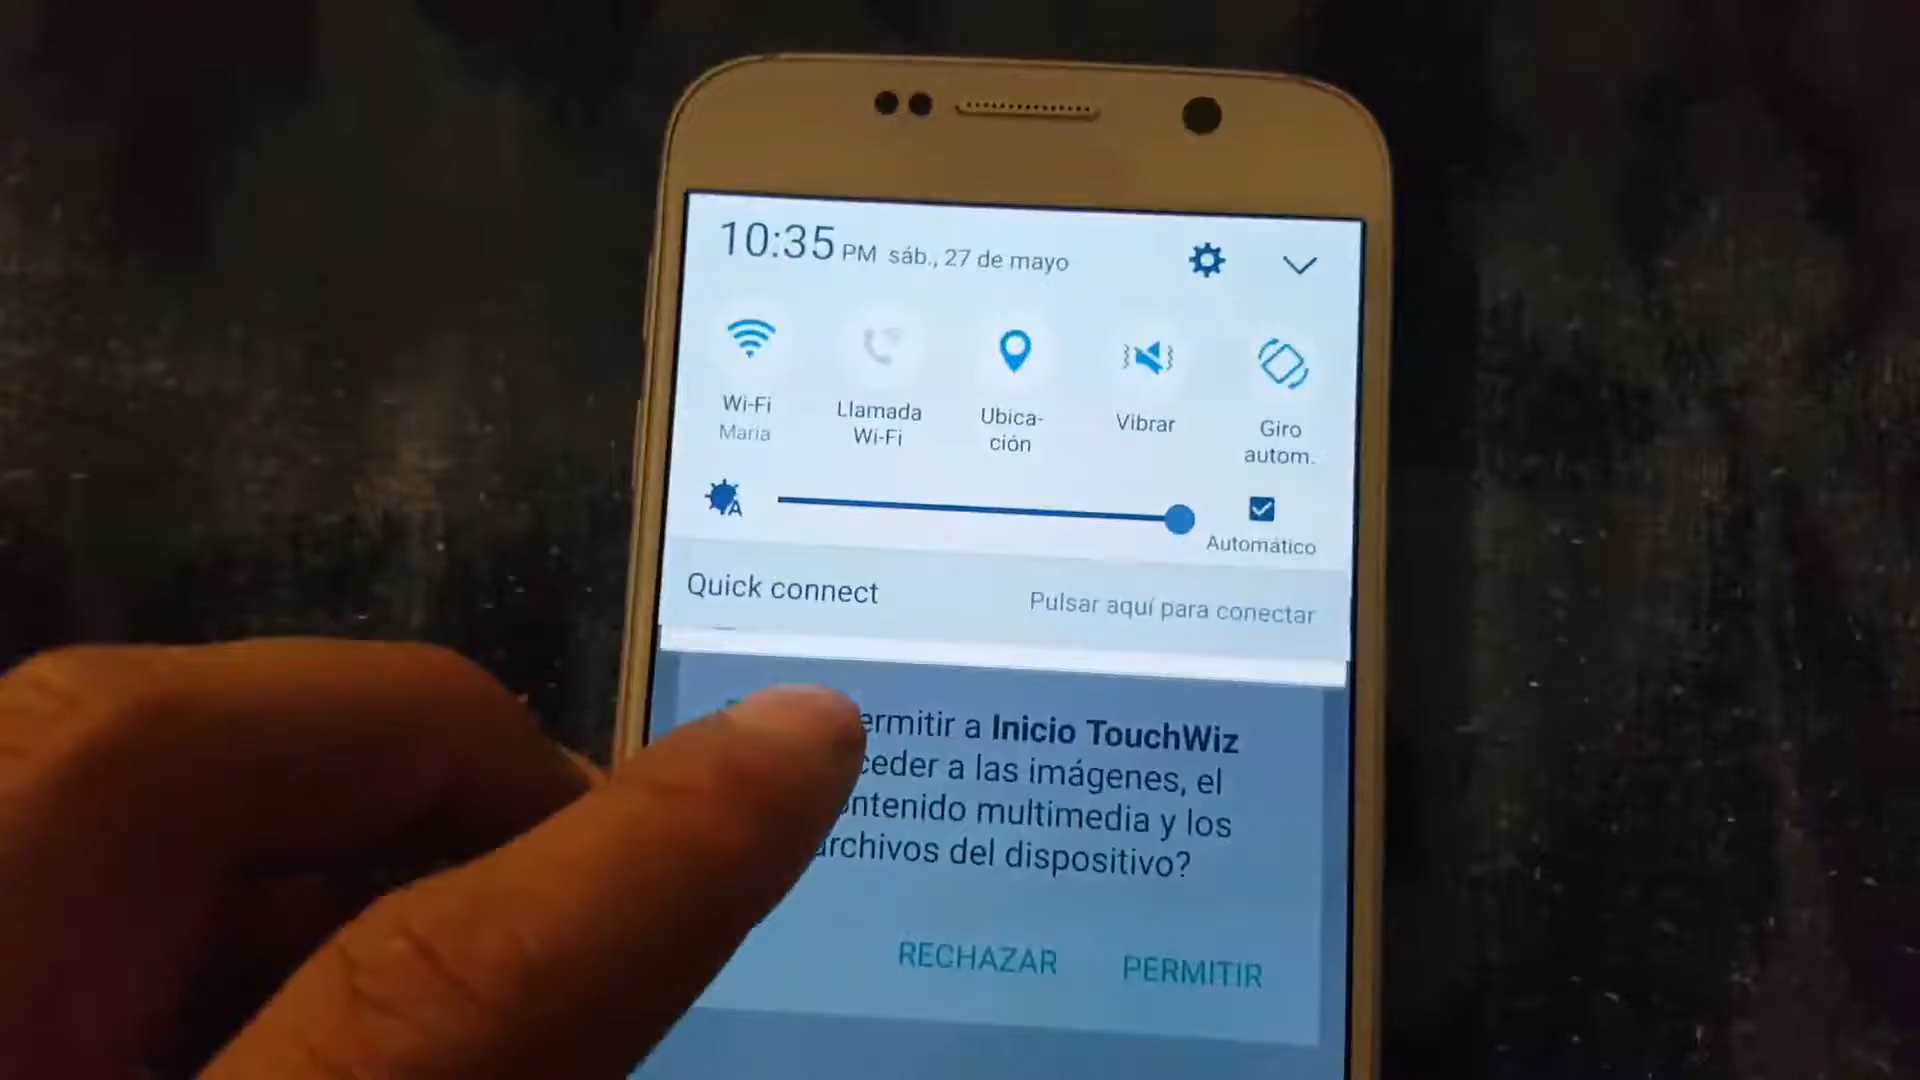 10:35 PM sáb., 27 de mayo
Wi-Fi
Maria
Llamada
Wi-Fi
Ubica-
ción
Vibrar
Giro
autom.
A
Automático
Quick connect
Pulsar aquí para conectar
ermitir a Inicio TouchWiz
ceder a las imágenes, el
ontenido multimedia y los
archivos del dispositivo?
RECHAZAR
PERMITIR